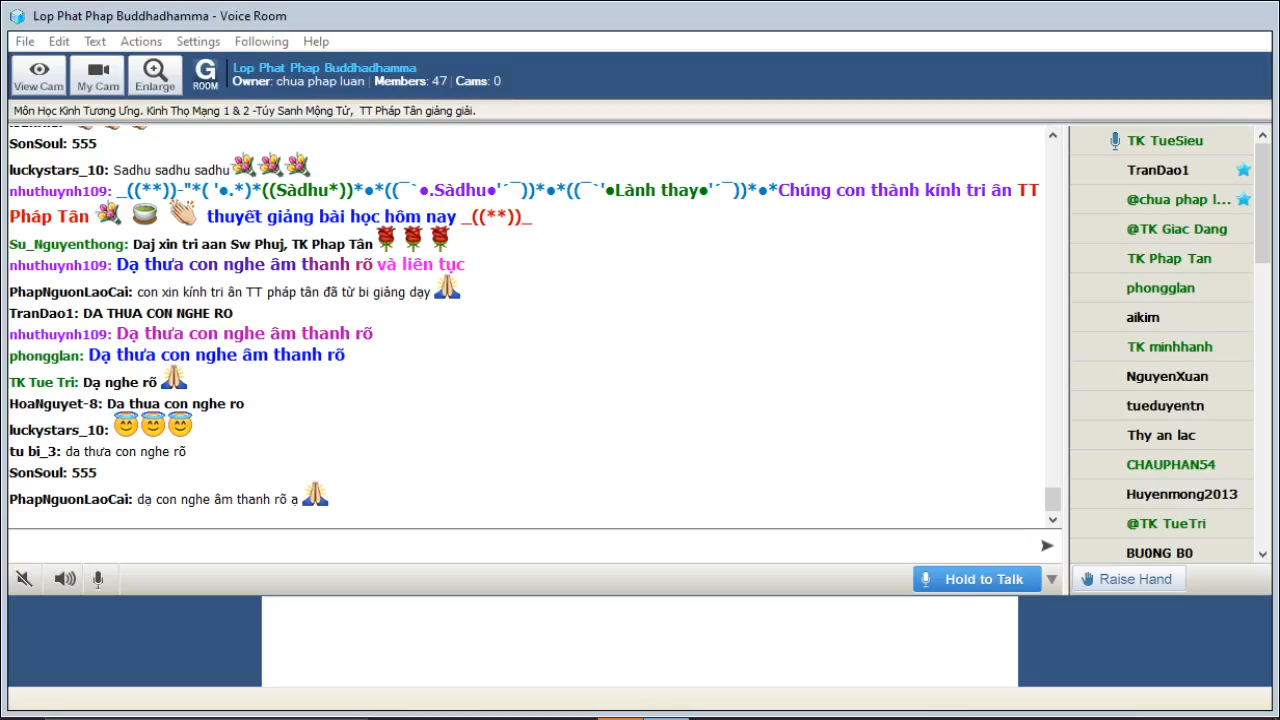 Lop Phat Phap Buddhadhamma - Voice Room
File Edit Text Actions Settings Following Help
View Cam My Cam Enlarge G ROOM
Lop Phat Phap Buddhadhamma
Owner: chua phap luan | Members: 47 | Cams: 0
Môn Học Kinh Tương Ưng. Kinh Thọ Mạng 1 & 2 -Túy Sanh Mộng Tử, TT Pháp Tân giảng giải.
SonSoul: 555
luckystars_10: Sadhu sadhu sadhu
nhuthuynh109: _((**))-"*( '●.*)*((Sàdhu*))*●*((¯`●.Sàdhu●'´¯))*●*((¯`'●Lành thay●'´¯))*●*Chúng con thành kính tri ân TT
Pháp Tân thuyết giảng bài học hôm nay _((**))_
Su_Nguyenthong: Daj xin tri aan Sw Phuj, TK Phap Tân
nhuthuynh109: Dạ thưa con nghe âm thanh rõ và liên tục
PhapNguonLaoCai: con xin kính tri ân TT pháp tân đã từ bi giảng dạy
TranDao1: DA THUA CON NGHE RO
nhuthuynh109: Dạ thưa con nghe âm thanh rõ
phongglan: Dạ thưa con nghe âm thanh rõ
TK Tue Tri: Dạ nghe rõ
HoaNguyet-8: Da thua con nghe ro
luckystars_10:
tu bi_3: da thưa con nghe rõ
SonSoul: 555
PhapNguonLaoCai: dạ con nghe âm thanh rõ ạ
Hold to Talk
TK TueSieu
TranDao1
@chua phap l...
@TK Giac Dang
TK Phap Tan
phongglan
aikim
TK minhhanh
NguyenXuan
tueduyentn
Thy an lac
CHAUPHAN54
Huyenmong2013
@TK TueTri
BU0NG B0
Raise Hand